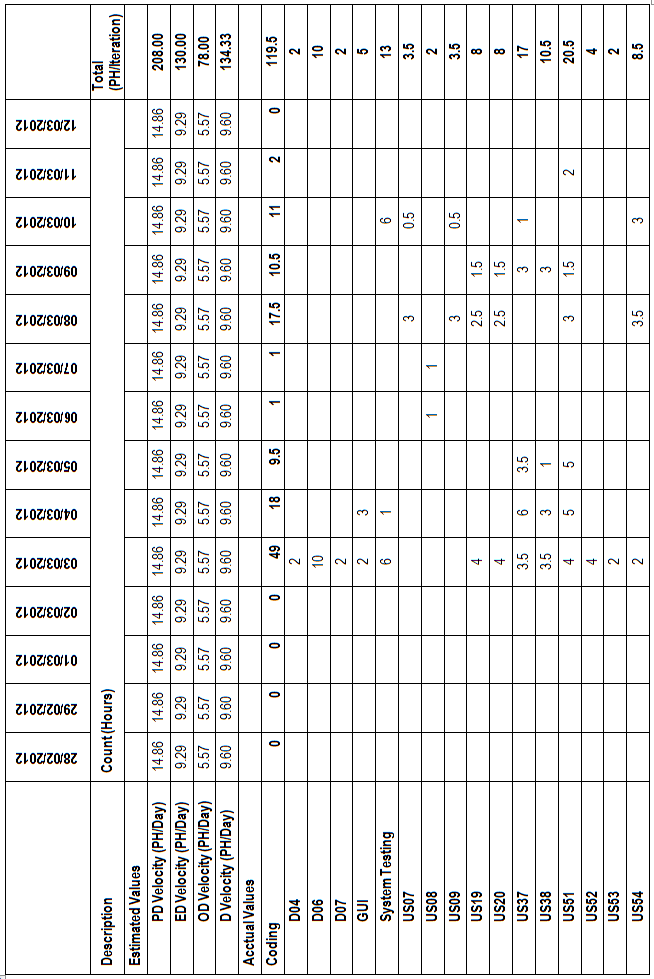 28/02/2012 29/02/2012 01/03/2012 02/03/2012 03/03/2012 04/03/2012 05/03/2012 06/03/2012 07/03/2012 08/03/2012 09/03/2012 10/03/2012 11/03/2012 12/03/2012
Description Count (Hours) Total (PH/Iteration)
Estimated Values
PD Velocity (PH/Day) 14.86 14.86 14.86 14.86 14.86 14.86 14.86 14.86 14.86 14.86 14.86 14.86 14.86 14.86 208.00
ED Velocity (PH/Day) 9.29 9.29 9.29 9.29 9.29 9.29 9.29 9.29 9.29 9.29 9.29 9.29 9.29 9.29 130.00
OD Velocity (PH/Day) 5.57 5.57 5.57 5.57 5.57 5.57 5.57 5.57 5.57 5.57 5.57 5.57 5.57 5.57 78.00
D Velocity (PH/Day) 9.60 9.60 9.60 9.60 9.60 9.60 9.60 9.60 9.60 9.60 9.60 9.60 9.60 9.60 134.33
Acctual Values
Coding 0 0 0 0 49 18 9.5 1 1 17.5 10.5 11 2 0 119.5
D04 2 2
D06 10 10
D07 2 2
GUI 2 3 5
System Testing 6 1 6 13
US07 3 0.5 3.5
US08 1 1 2
US09 3 0.5 3.5
US19 4 2.5 1.5 8
US20 4 2.5 1.5 8
US37 3.5 6 3.5 3 1 17
US38 3.5 3 1 3 10.5
US51 4 5 5 3 1.5 2 20.5
US52 4 4
US53 2 2
US54 2 3.5 3 8.5